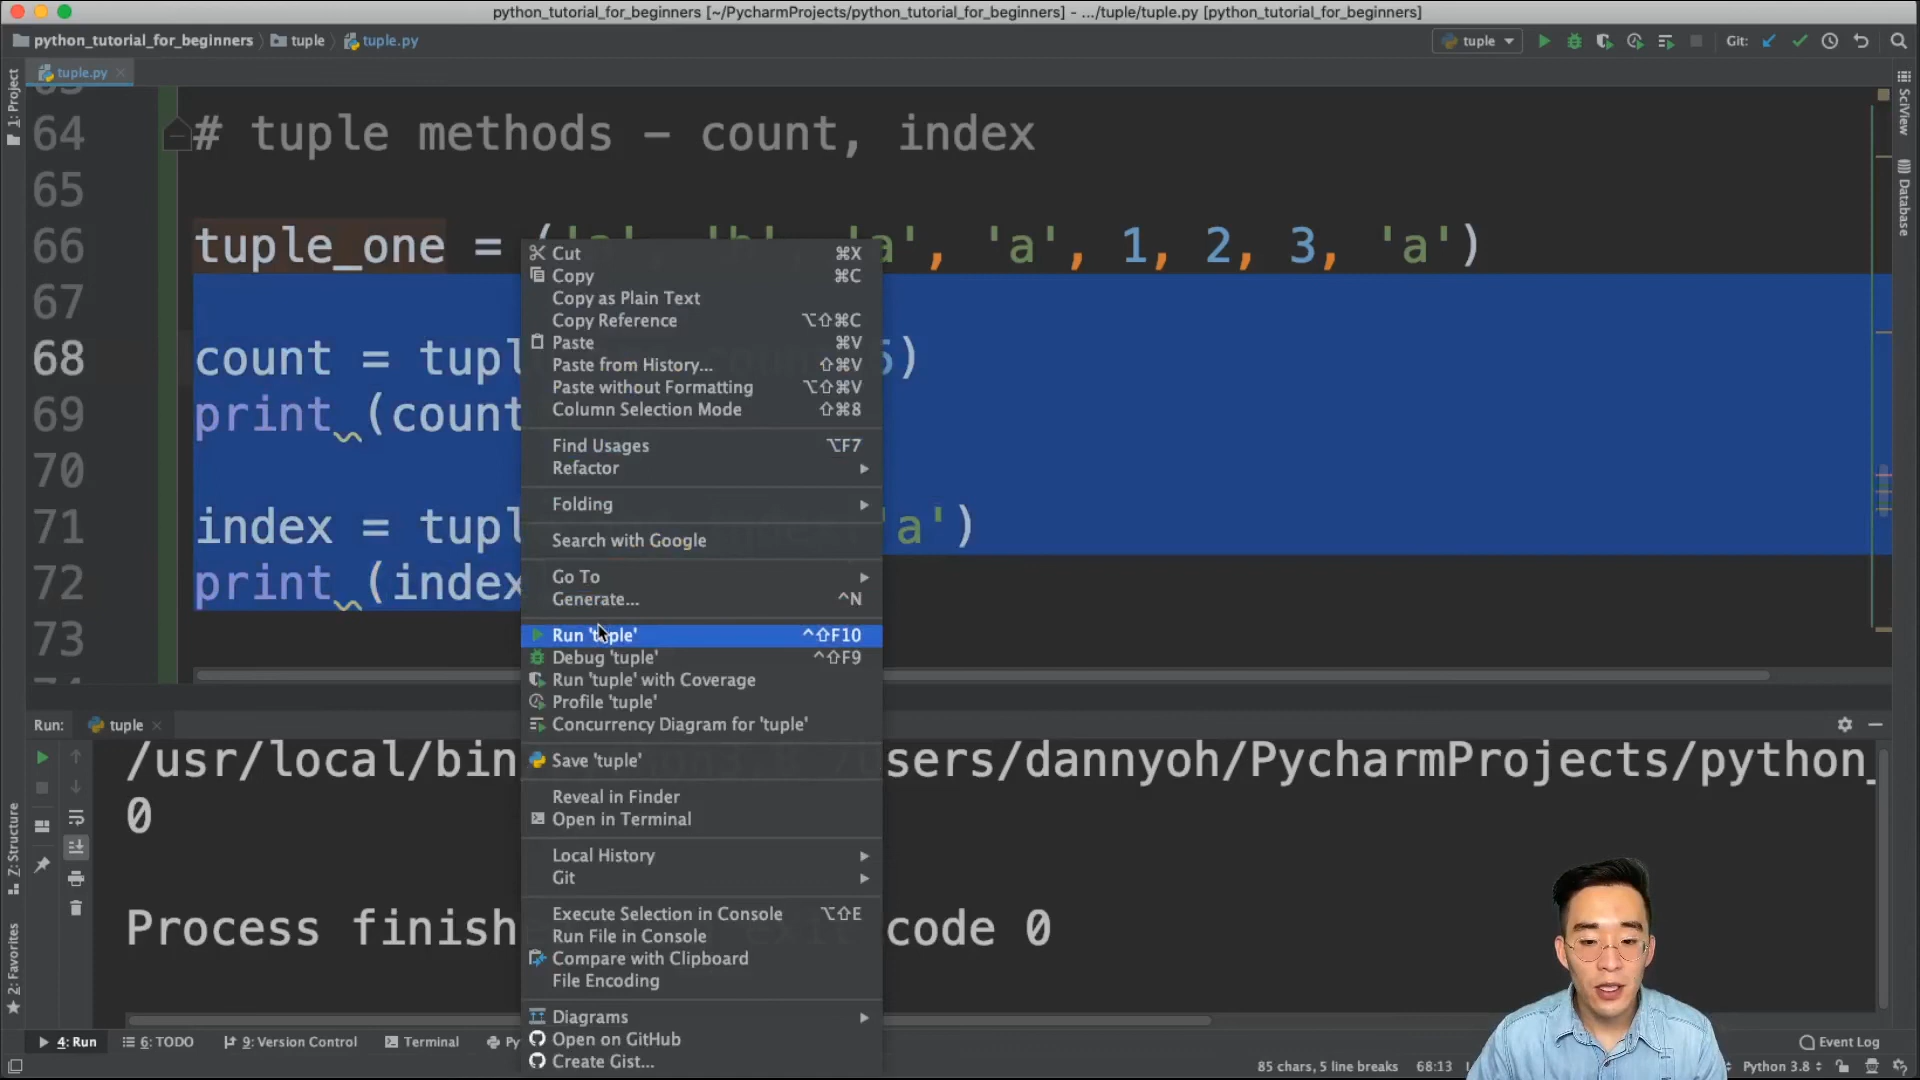 python_tutorial_for_beginners [~/PycharmProjects/python_tutorial_for_beginners] - .../tuple/tuple.py [python_tutorial_for_beginners]
python_tutorial_for_beginners tuple tuple.py tuple Git:
tuple.py
1: Project
SciView
Database
64 # tuple methods - count, index
65
66 tuple_one = ('a', 'b', 'a', 'a', 1, 2, 3, 'a')
67
68 count = tupl 5)
69 print (count
70
71 index = tupl 'a')
72 print (index
73
Cut ⌘X
Copy ⌘C
Copy as Plain Text
Copy Reference ⌥⇧⌘C
Paste ⌘V
Paste from History... ⇧⌘V
Paste without Formatting ⌥⇧⌘V
Column Selection Mode ⇧⌘8
Find Usages ⌥F7
Refactor
Folding
Search with Google
Go To
Generate... ^N
Run 'tuple' ^⇧F10
Debug 'tuple' ^⇧F9
Run 'tuple' with Coverage
Profile 'tuple'
Concurrency Diagram for 'tuple'
Save 'tuple'
Reveal in Finder
Open in Terminal
Local History
Git
Execute Selection in Console ⌥⇧E
Run File in Console
Compare with Clipboard
File Encoding
Diagrams
Open on GitHub
Create Gist...
Run: tuple
/usr/local/bin sers/dannyoh/PycharmProjects/python_
0
Process finish code 0
Z: Structure
2: Favorites
4: Run 6: TODO 9: Version Control Terminal Py Event Log
85 chars, 5 line breaks 68:13 Python 3.8